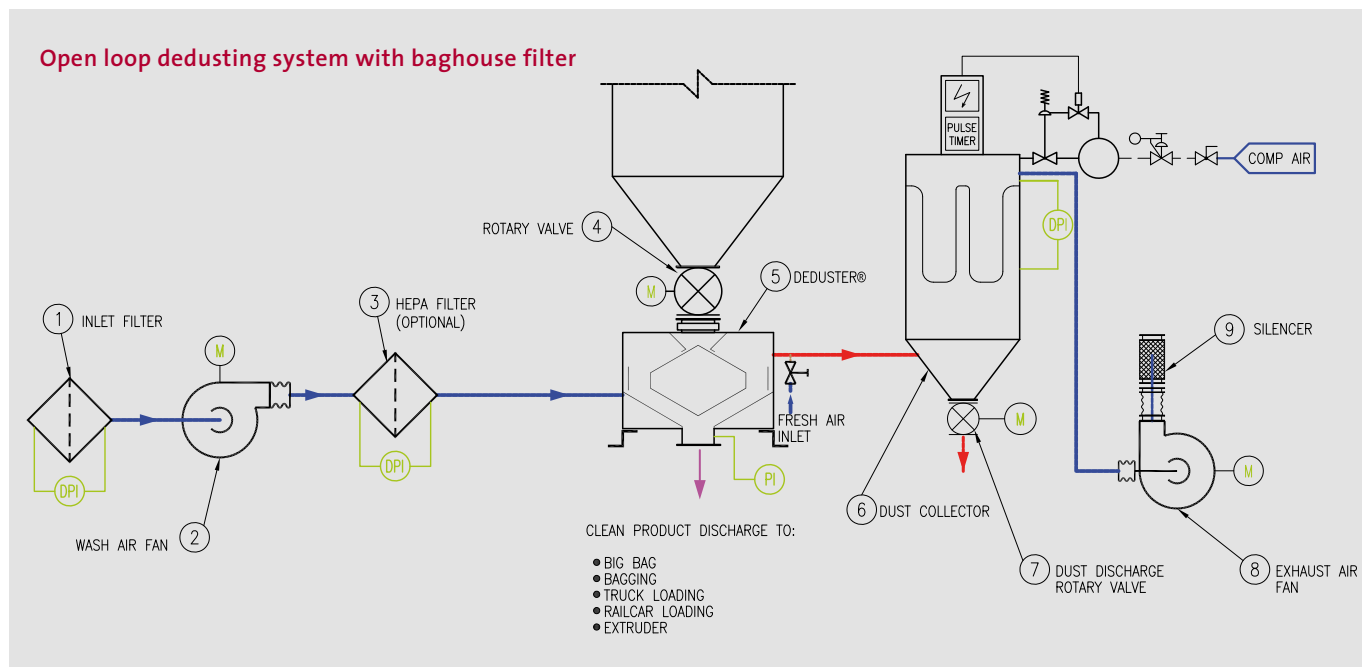 Open loop dedusting system with baghouse filter
PULSE
TIMER
COMP AIR
ROTARY VALVE 4
DPI
M
5 DEDUSTER®
1 INLET FILTER
3 HEPA FILTER
(OPTIONAL)
M
9 SILENCER
FRESH AIR
INLET
M
M
DPI
DPI
PI
6 DUST COLLECTOR
WASH AIR FAN 2
CLEAN PRODUCT DISCHARGE TO:
• BIG BAG
• BAGGING
• TRUCK LOADING
• RAILCAR LOADING
• EXTRUDER
7 DUST DISCHARGE
ROTARY VALVE
8 EXHAUST AIR
FAN